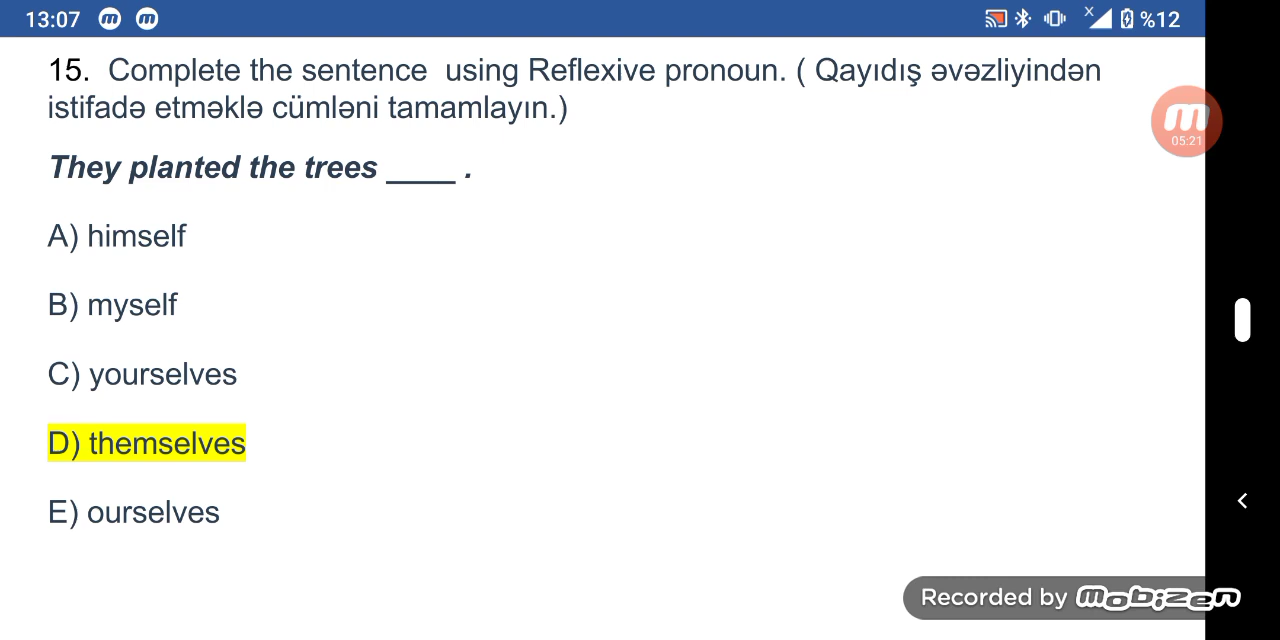 13:07 m m %12
15. Complete the sentence using Reflexive pronoun. ( Qayıdış əvəzliyindən
istifadə etməklə cümləni tamamlayın.)
m
05:21
They planted the trees ____ .
A) himself
B) myself
C) yourselves
D) themselves
E) ourselves
Recorded by Mobizen